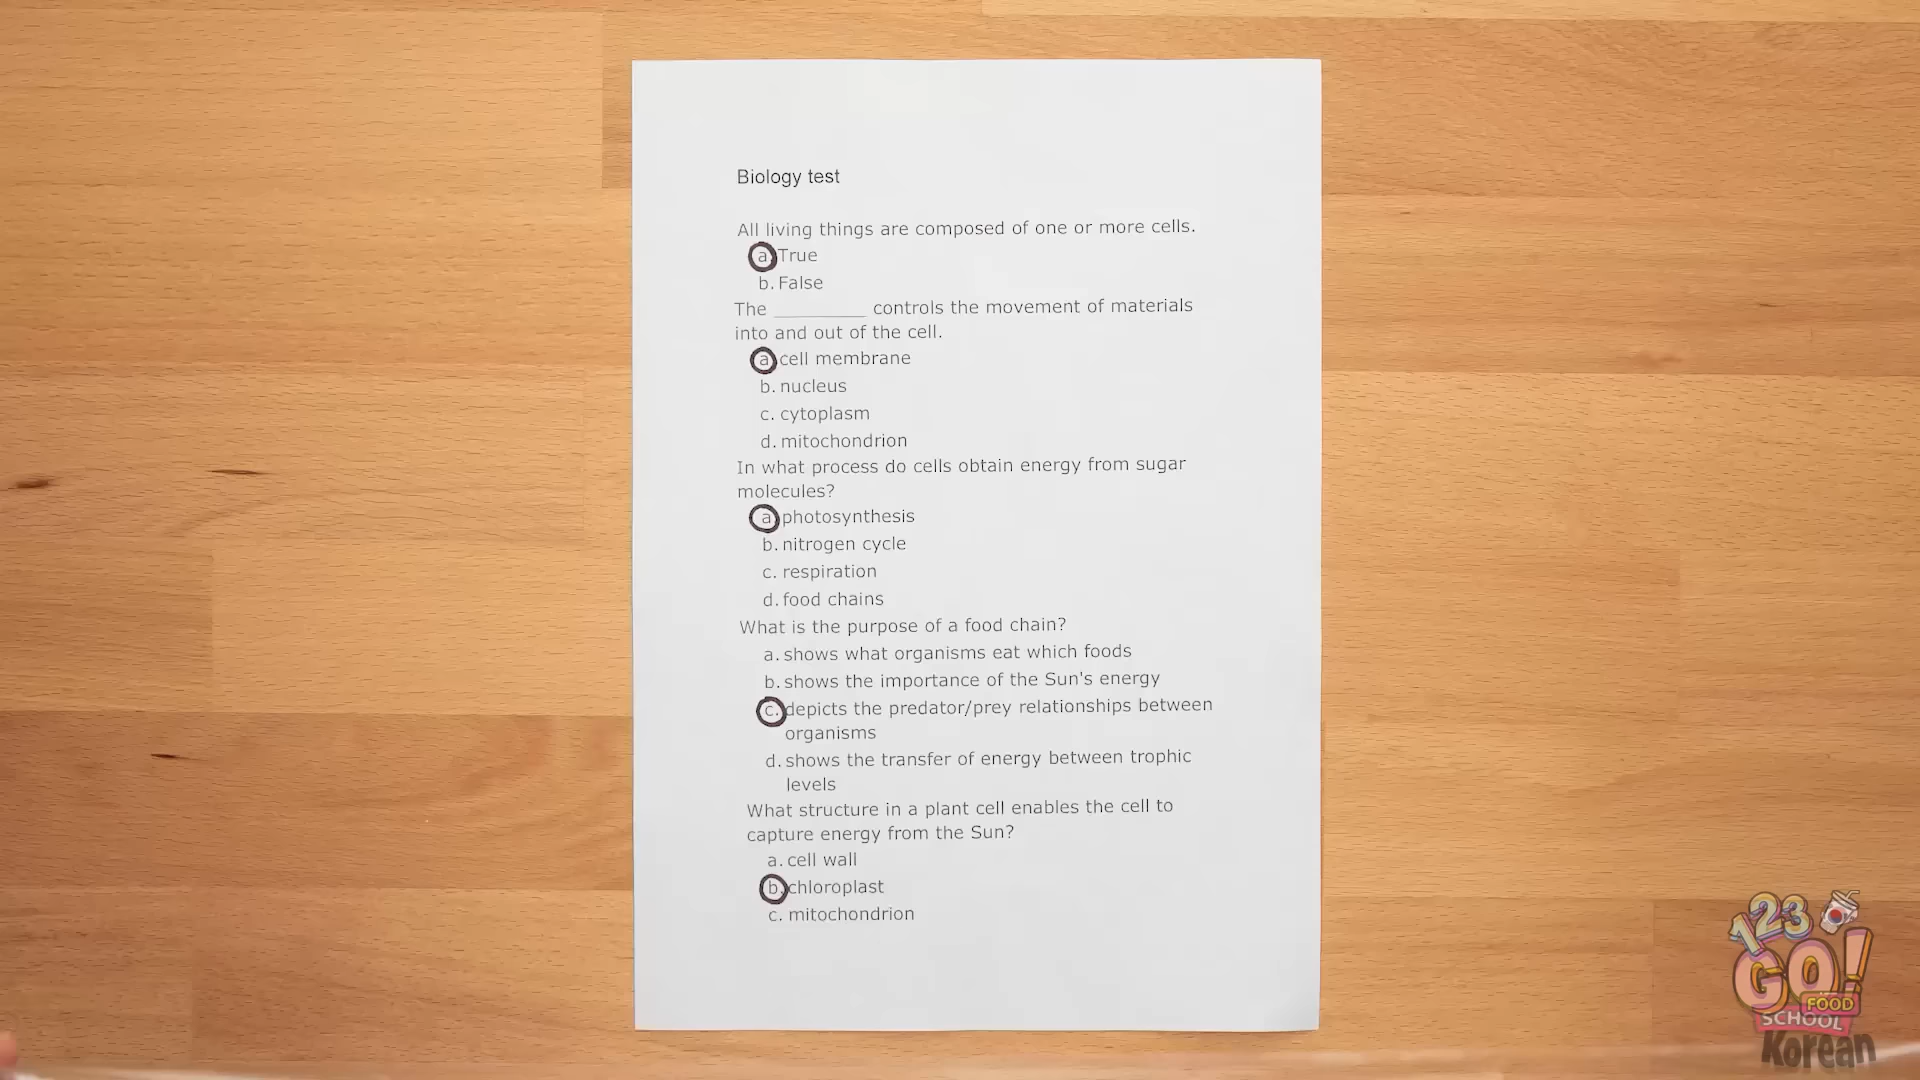 Biology test
All living things are composed of one or more cells.
a. True
b. False
The __________ controls the movement of materials
into and out of the cell.
a. cell membrane
b. nucleus
c. cytoplasm
d. mitochondrion
In what process do cells obtain energy from sugar
molecules?
a. photosynthesis
b. nitrogen cycle
c. respiration
d. food chains
What is the purpose of a food chain?
a. shows what organisms eat which foods
b. shows the importance of the Sun's energy
c. depicts the predator/prey relationships between
organisms
d. shows the transfer of energy between trophic
levels
What structure in a plant cell enables the cell to
capture energy from the Sun?
a. cell wall
b. chloroplast
c. mitochondrion
123
GO!
FOOD
SCHOOL
Korean